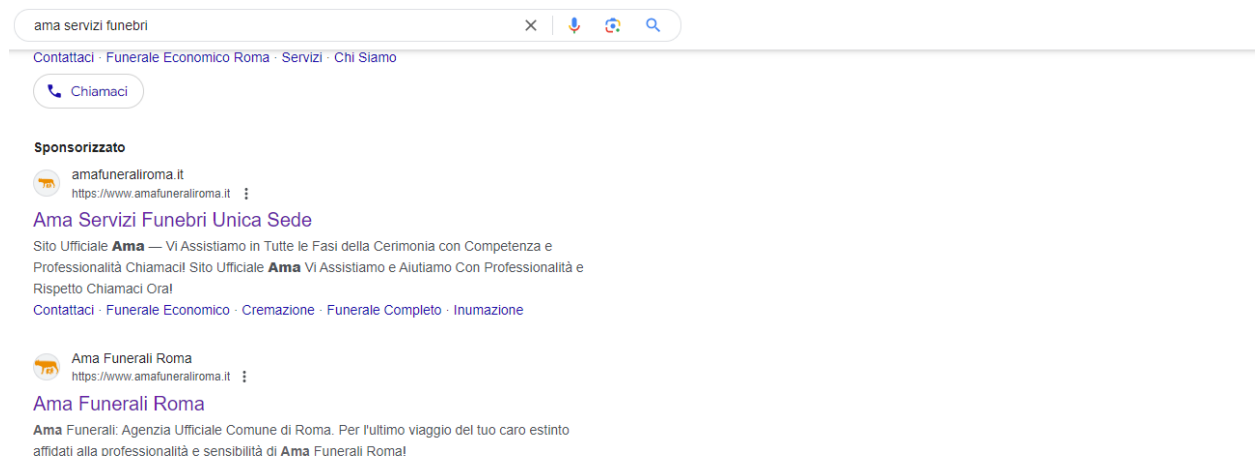 ama servizi funebri
Contattaci · Funerale Economico Roma · Servizi · Chi Siamo
Chiamaci
Sponsorizzato
amafuneraliroma.it
https://www.amafuneraliroma.it
Ama Servizi Funebri Unica Sede
Sito Ufficiale Ama — Vi Assistiamo in Tutte le Fasi della Cerimonia con Competenza e
Professionalità Chiamaci! Sito Ufficiale Ama Vi Assistiamo e Aiutiamo Con Professionalità e
Rispetto Chiamaci Ora!
Contattaci · Funerale Economico · Cremazione · Funerale Completo · Inumazione
Ama Funerali Roma
https://www.amafuneraliroma.it
Ama Funerali Roma
Ama Funerali: Agenzia Ufficiale Comune di Roma. Per l'ultimo viaggio del tuo caro estinto
affidati alla professionalità e sensibilità di Ama Funerali Roma!